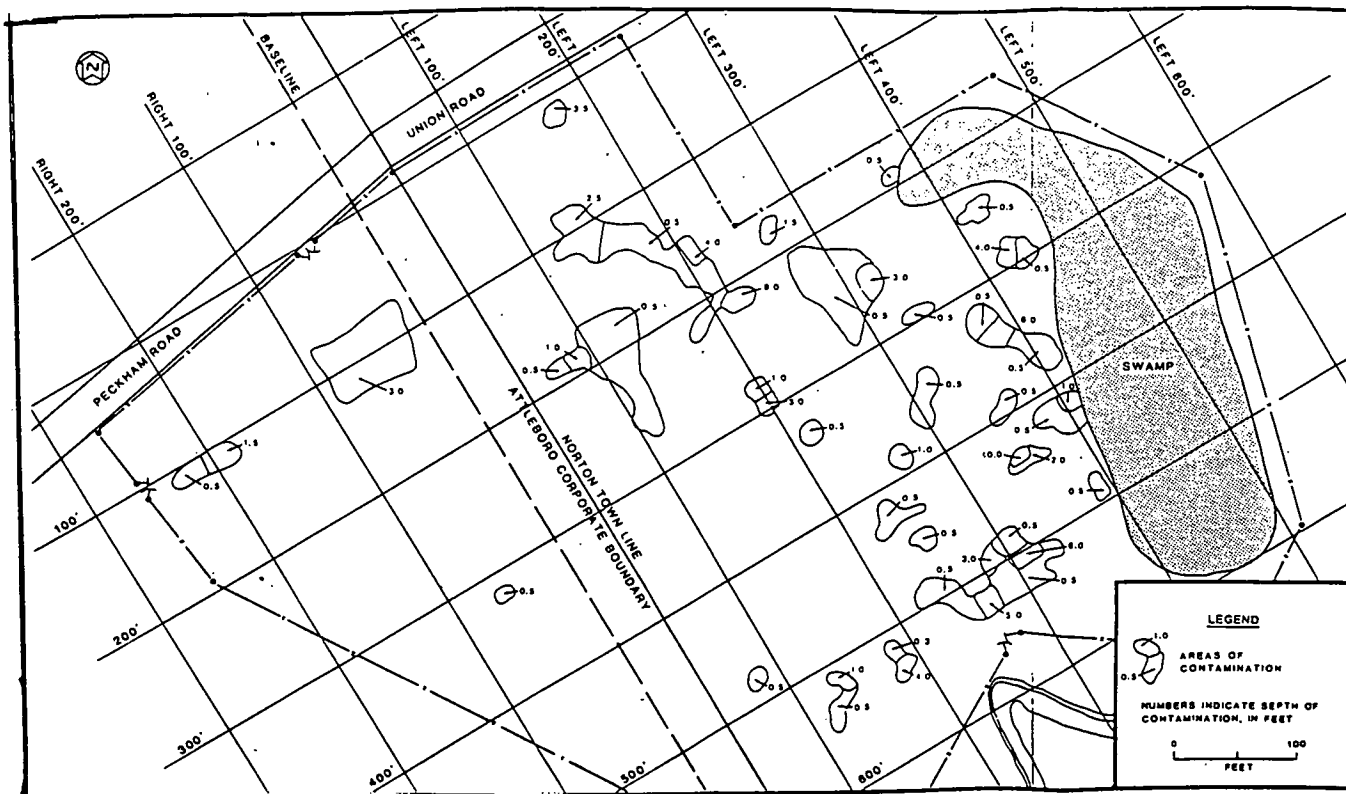 N
RIGHT 200'
RIGHT 100'
BASELINE
LEFT 100'
LEFT 200'
LEFT 300'
LEFT 400'
LEFT 500'
LEFT 600'
PECKHAM ROAD
UNION ROAD
3.5
2.5
0.5
4.0
1.5
8.0
0.5
0.5
4.0
0.5
3.0
0.5
0.5
0.5
6.0
0.5
0.5
1.0
0.5
3.0
1.0
3.0
0.5
0.5
1.0
0.5
SWAMP
0.5
1.0
10.0
2.0
0.5
1.5
0.5
0.5
0.5
0.5
3.0
6.0
0.5
0.5
0.5
0.5
1.0
0.5
4.0
NORTON TOWN LINE
ATTLEBORO CORPORATE BOUNDARY
100'
200'
300'
400'
500'
600'
LEGEND
1.0
0.5
AREAS OF
CONTAMINATION
NUMBERS INDICATE DEPTH OF
CONTAMINATION, IN FEET
0 100
FEET